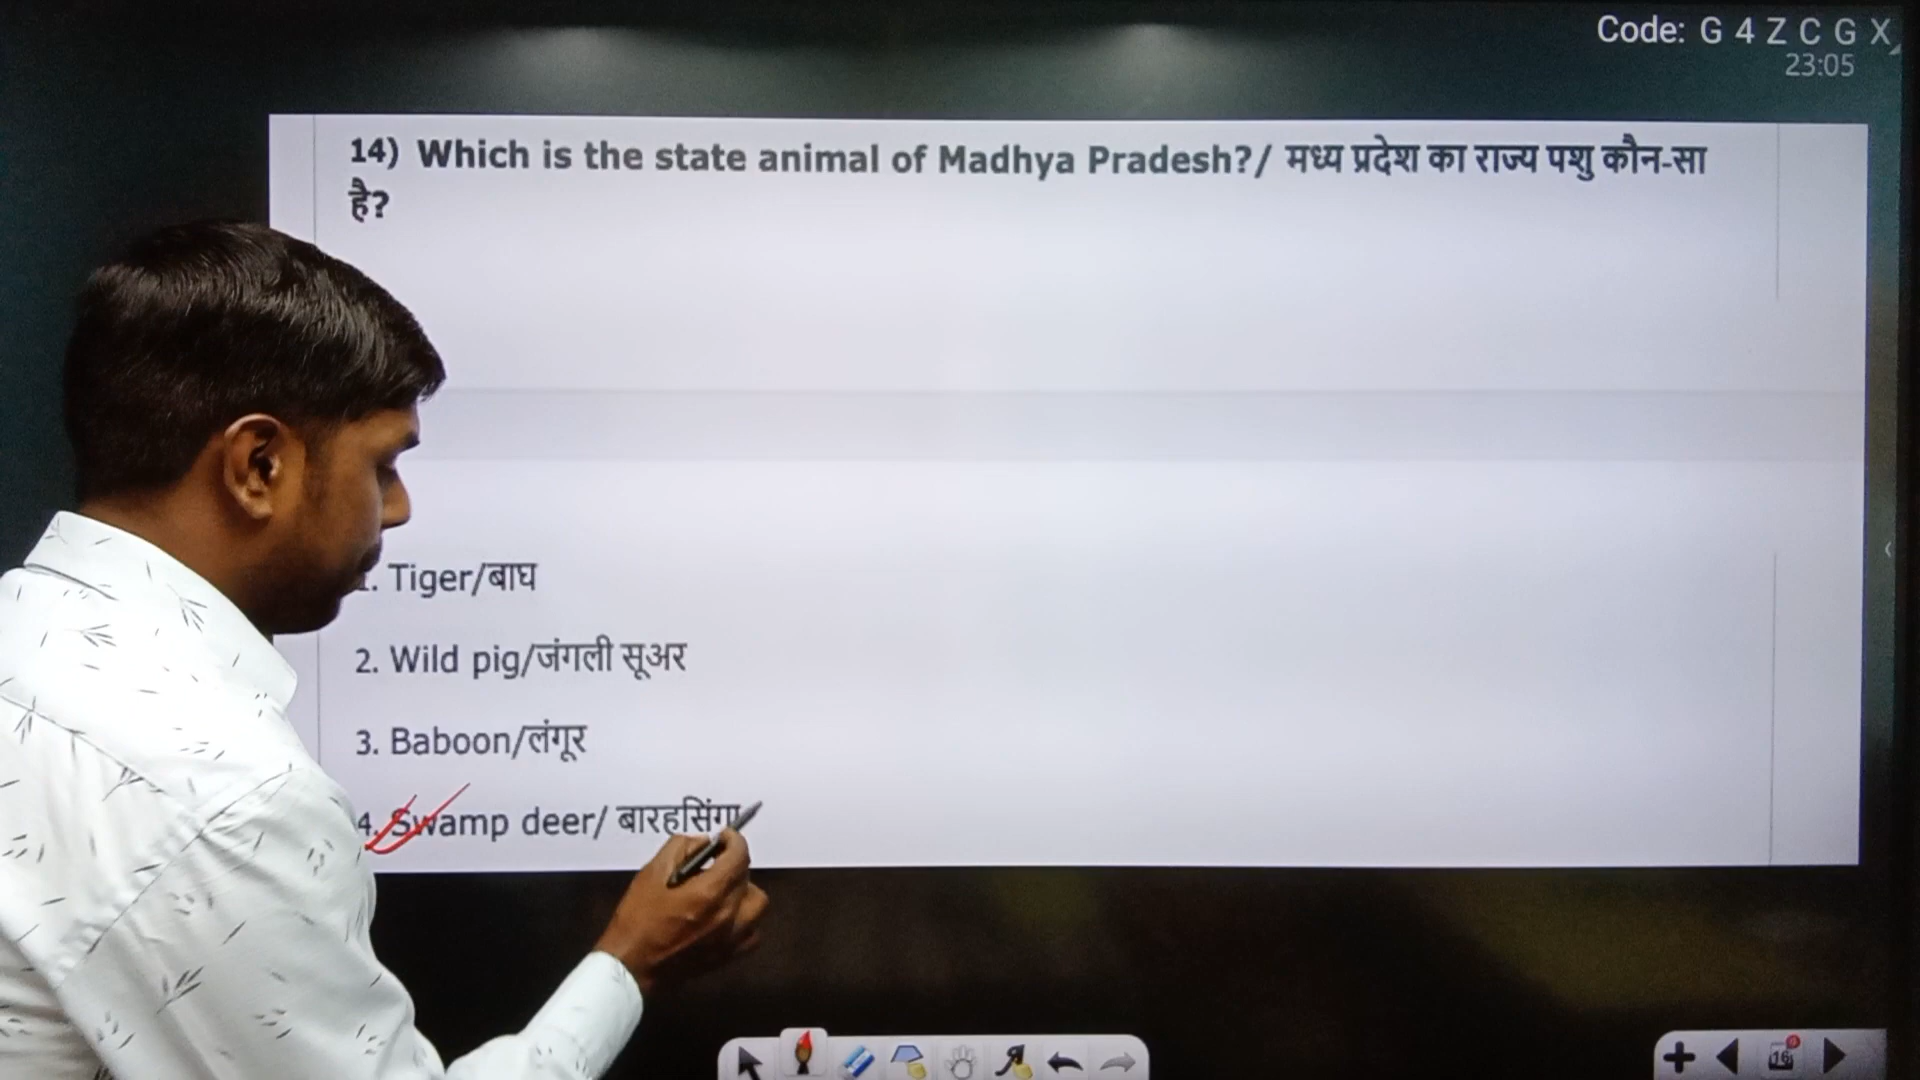 Code: G 4 Z C G X
23:05
14) Which is the state animal of Madhya Pradesh?/ मध्य प्रदेश का राज्य पशु कौन-सा
है?
1. Tiger/बाघ
2. Wild pig/जंगली सूअर
3. Baboon/लंगूर
4. Swamp deer/ बारहसिंगा
16